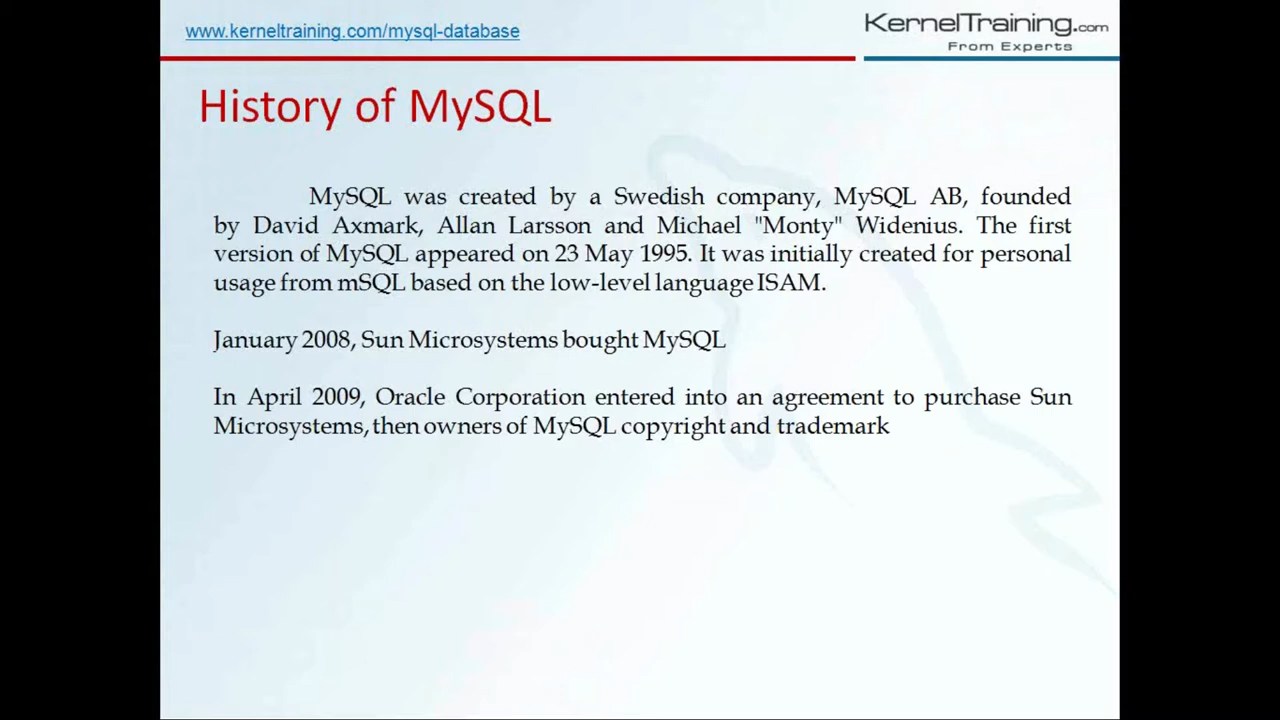 www.kerneltraining.com/mysql-database
KernelTraining.com
From Experts
History of MySQL
MySQL was created by a Swedish company, MySQL AB, founded
by David Axmark, Allan Larsson and Michael "Monty" Widenius. The first
version of MySQL appeared on 23 May 1995. It was initially created for personal
usage from mSQL based on the low-level language ISAM.
January 2008, Sun Microsystems bought MySQL
In April 2009, Oracle Corporation entered into an agreement to purchase Sun
Microsystems, then owners of MySQL copyright and trademark